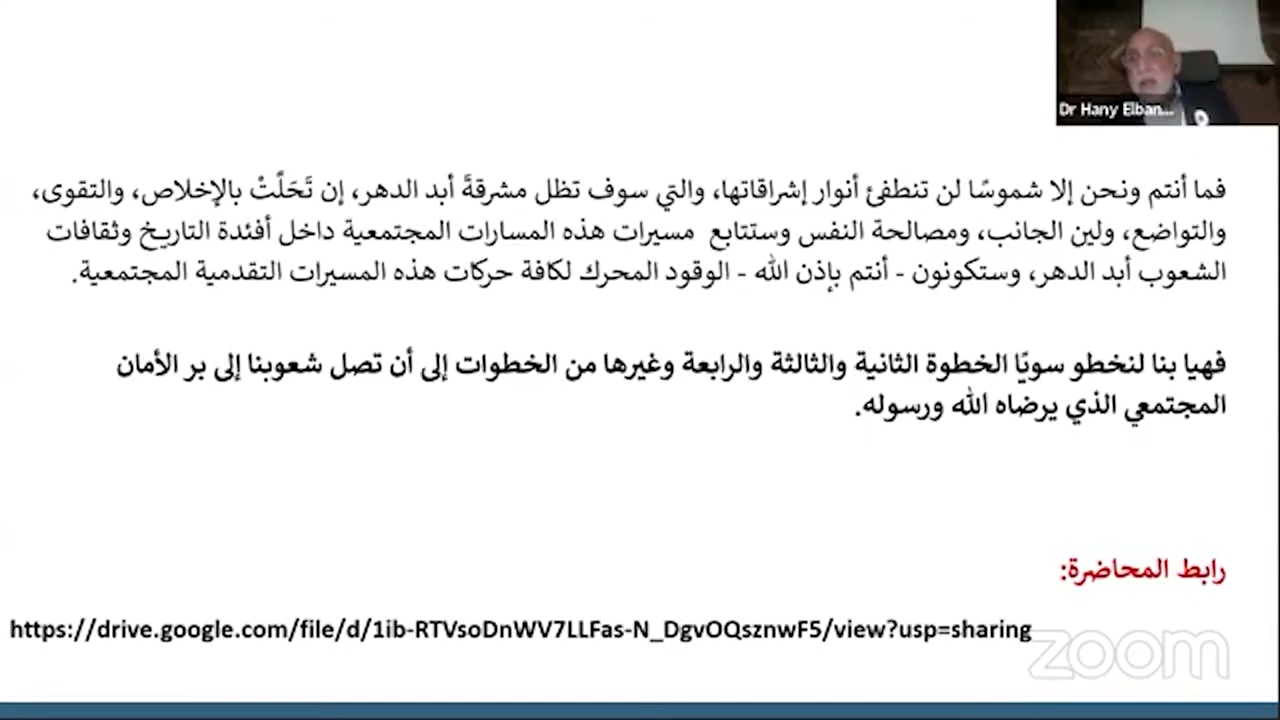 Dr Hany Elban...
فما أنتم ونحن إلا شموسًا لن تنطفئ أنوار إشراقاتها، والتي سوف تظل مشرقةً أبد الدهر، إن تَحَلَّتْ بالإخلاص، والتقوى،
والتواضع، ولين الجانب، ومصالحة النفس وستتابع مسيرات هذه المسارات المجتمعية داخل أفئدة التاريخ وثقافات
الشعوب أبد الدهر، وستكونون - أنتم بإذن الله - الوقود المحرك لكافة حركات هذه المسيرات التقدمية المجتمعية.
فهيا بنا لنخطو سويًا الخطوة الثانية والثالثة والرابعة وغيرها من الخطوات إلى أن تصل شعوبنا إلى بر الأمان
المجتمعي الذي يرضاه الله ورسوله.
رابط المحاضرة:
https://drive.google.com/file/d/1ib-RTVsoDnWV7LLFas-N_DgvOQsznwF5/view?usp=sharing
zoom